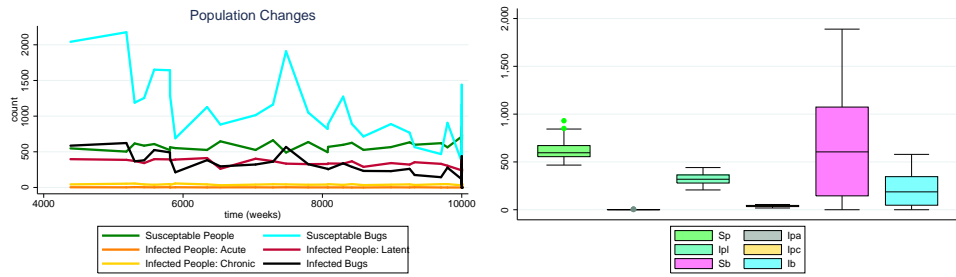 Population Changes
2000
1500
1000
500
0
count
4000 6000 8000 10000
time (weeks)
Susceptable People Susceptable Bugs
Infected People: Acute Infected People: Latent
Infected People: Chronic Infected Bugs
2,000
1,500
1,000
500
0
Sp Ipa
Ipl Ipc
Sb Ib